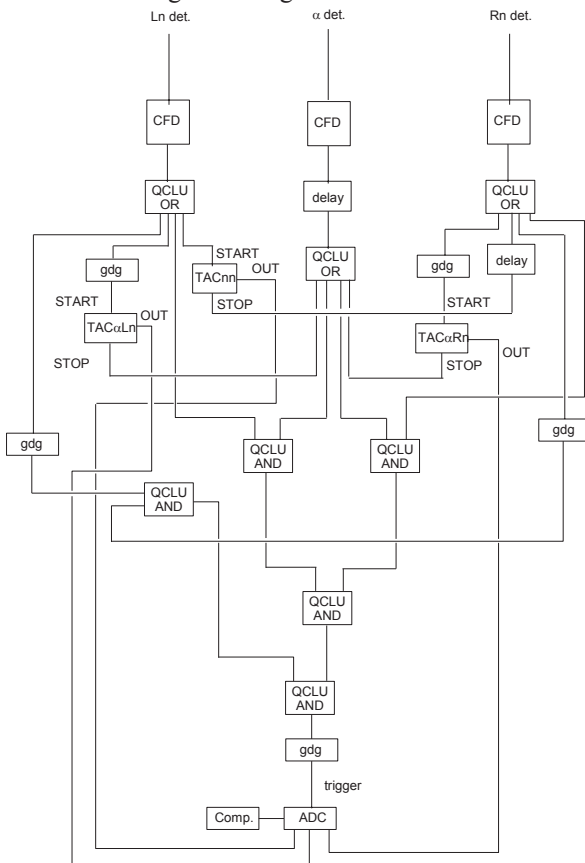 Ln det.
α det.
Rn det.
CFD
CFD
CFD
QCLU
OR
delay
QCLU
OR
START
OUT
QCLU
OR
gdg
TACnn
gdg
delay
START
OUT
STOP
START
TACαLn
TACαRn
OUT
STOP
STOP
gdg
QCLU
AND
QCLU
AND
gdg
QCLU
AND
QCLU
AND
QCLU
AND
gdg
trigger
Comp.
ADC